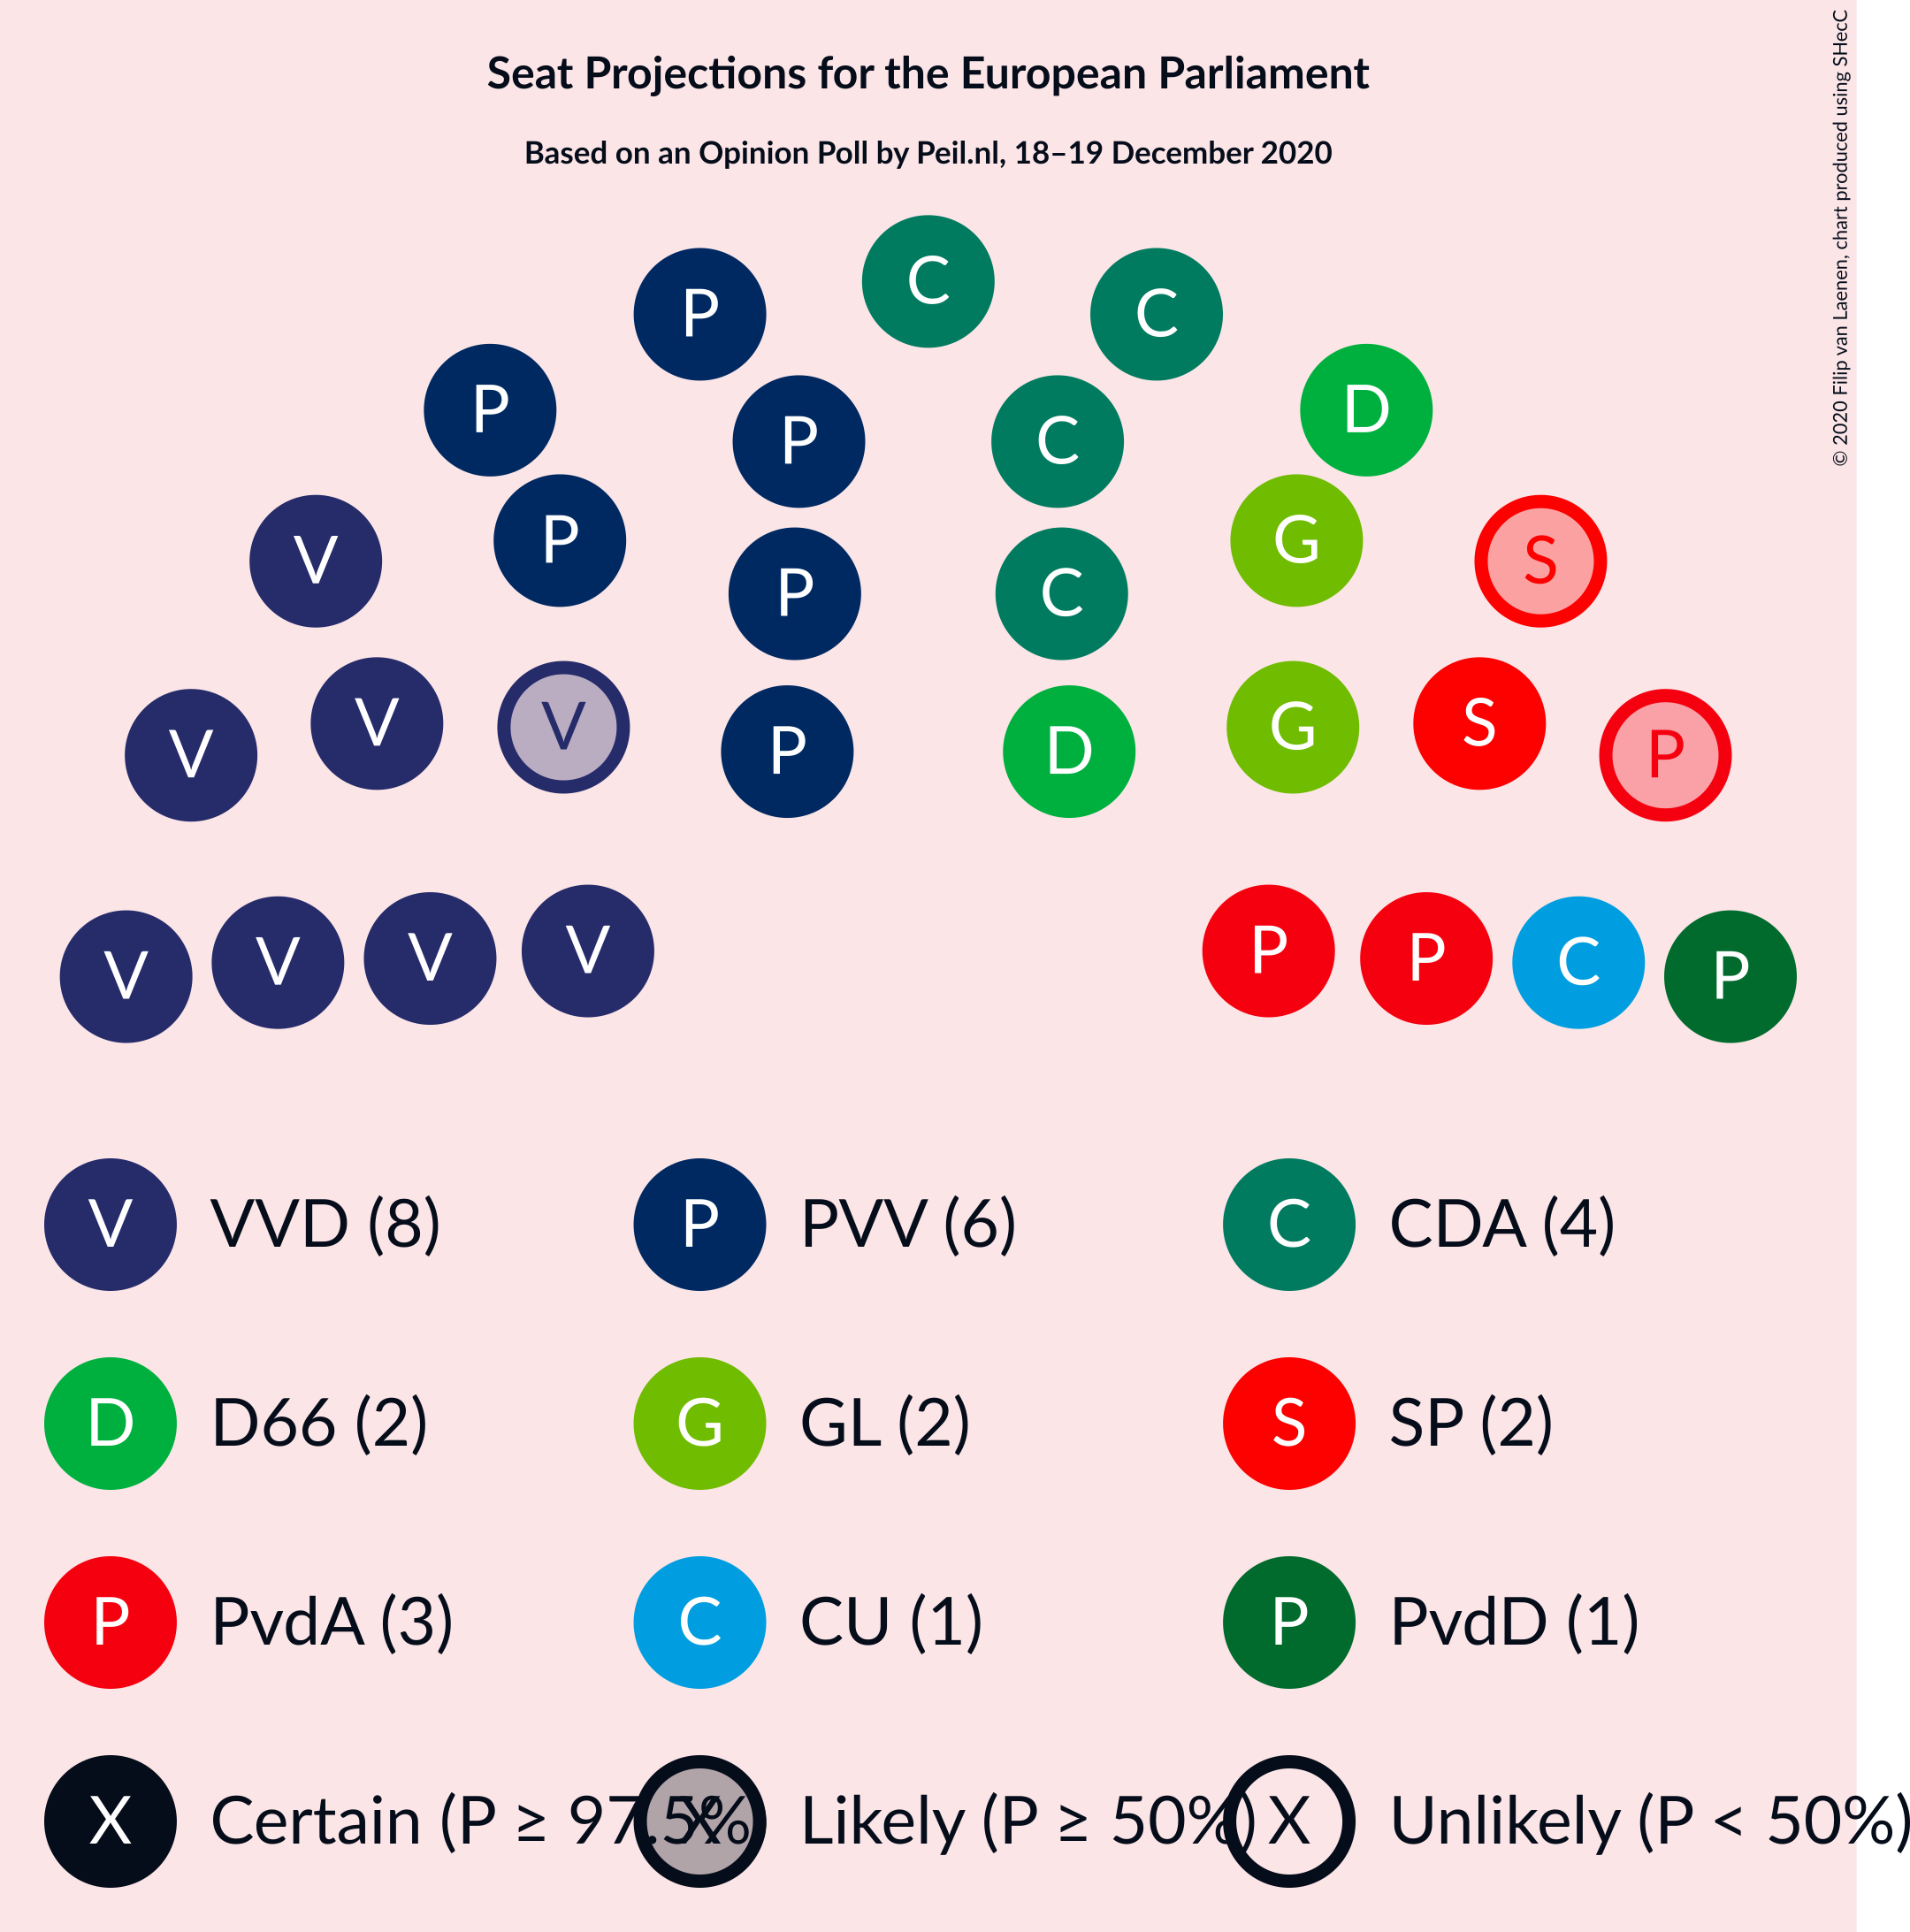 Seat Projections for the European Parliament
Based on an Opinion Poll by Peil.nl, 18–19 December 2020
© 2020 Filip van Laenen, chart produced using SHecC
C
P C
P D
P C
P G
V S
P C
V S
V P
V G
P D
V P
V P
V C
V P
V VVD (8) P PVV (6) C CDA (4)
D D66 (2) G GL (2) S SP (2)
P PvdA (3) C CU (1) P PvdD (1)
X Certain (P ≥ 97.5%) X Likely (P ≥ 50%) X Unlikely (P < 50%)